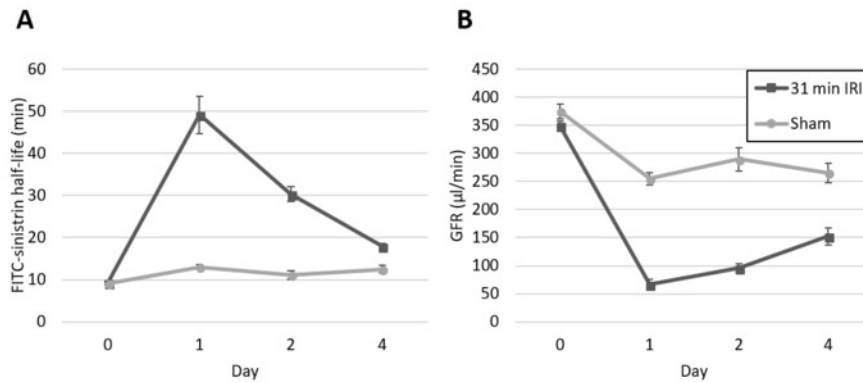 A
FITC-sinistrin half-life (min)
60
50
40
30
20
10
0
0 1 2 4
Day
B
GFR (µl/min)
450
400
350
300
250
200
150
100
50
0
0 1 2 4
Day
31 min IRI
Sham